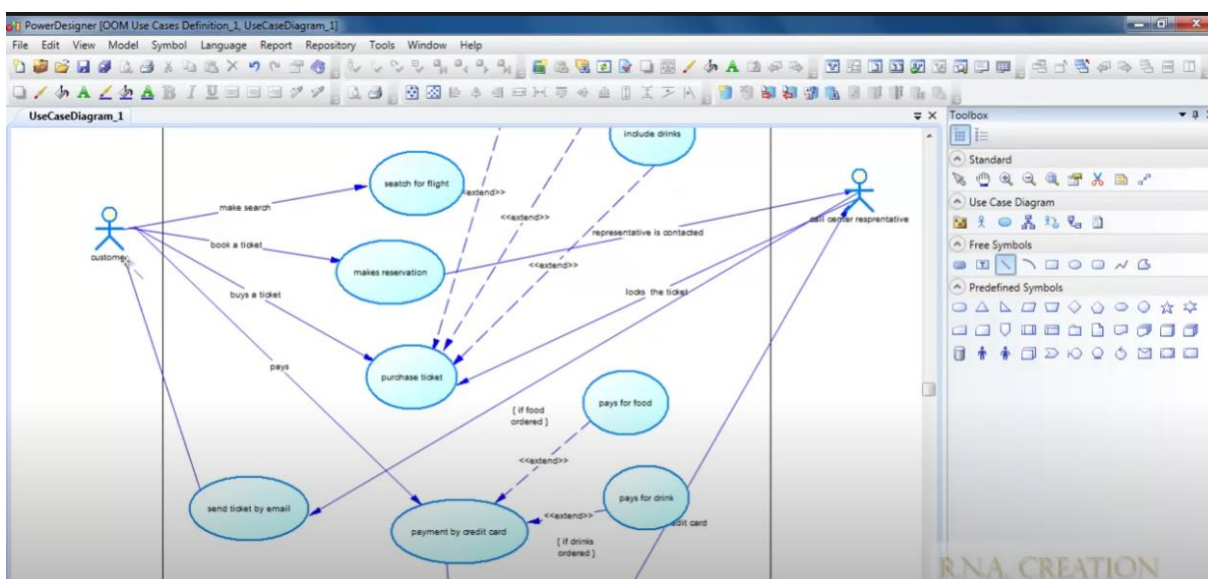 PowerDesigner [OOM Use Cases Definition_1, UseCaseDiagram_1]
File Edit View Model Symbol Language Report Repository Tools Window Help
UseCaseDiagram_1
Toolbox
include drinks
Standard
seatch for flight
<<extend>>
make search
Use Case Diagram
<<extend>>
call center resprentative
representative is contacted
book a ticket
customer
Free Symbols
<<extend>>
makes reservation
Predefined Symbols
buys a ticket
locks the ticket
pays
purchase ticket
{ if food
ordered }
pays for food
<<extend>>
send ticket by email
pays for drink
<<extend>>
edit card
payment by credit card
{ if drinks
ordered }
R.N.A. CREATION